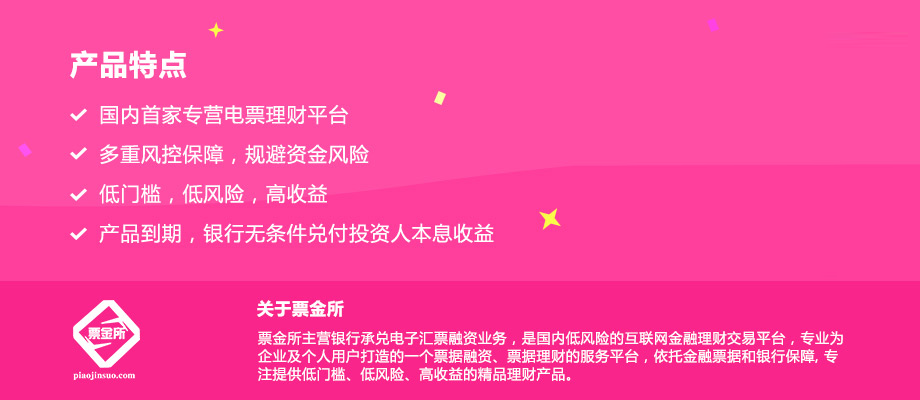 产品特点
国内首家专营电票理财平台
多重风控保障，规避资金风险
低门槛，低风险，高收益
产品到期，银行无条件兑付投资人本息收益
票金所
piaojinsuo.com
关于票金所
票金所主营银行承兑电子汇票融资业务，是国内低风险的互联网金融理财交易平台，专业为
企业及个人用户打造的一个票据融资、票据理财的服务平台，依托金融票据和银行保障, 专
注提供低门槛、低风险、高收益的精品理财产品。